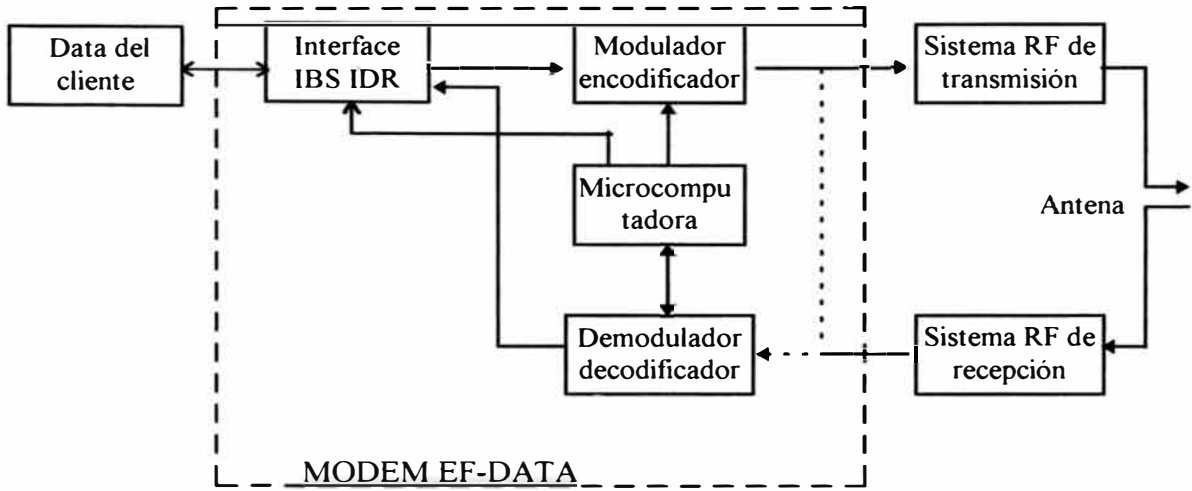 Data del
cliente
Interface
IBS IDR
Modulador
encodificador
Sistema RF de
transmisión
Microcompu
tadora
Antena
Demodulador
decodificador
Sistema RF de
recepción
MODEM EF-DATA